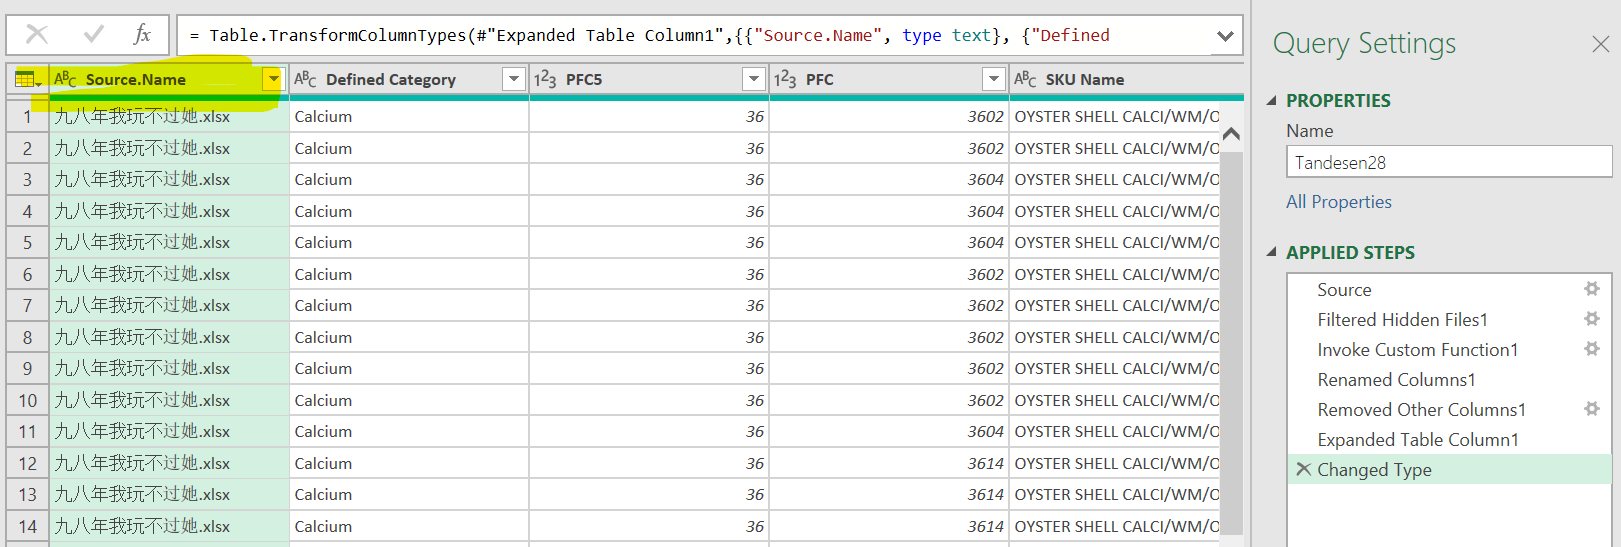 fx = Table.TransformColumnTypes(#"Expanded Table Column1",{{"Source.Name", type text}, {"Defined
ABC Source.Name ABC Defined Category 123 PFC5 123 PFC ABC SKU Name
1 九八年我玩不过她.xlsx Calcium 36 3602 OYSTER SHELL CALCI/WM/O
2 九八年我玩不过她.xlsx Calcium 36 3602 OYSTER SHELL CALCI/WM/O
3 九八年我玩不过她.xlsx Calcium 36 3604 OYSTER SHELL CALCI/WM/O
4 九八年我玩不过她.xlsx Calcium 36 3604 OYSTER SHELL CALCI/WM/O
5 九八年我玩不过她.xlsx Calcium 36 3604 OYSTER SHELL CALCI/WM/O
6 九八年我玩不过她.xlsx Calcium 36 3602 OYSTER SHELL CALCI/WM/O
7 九八年我玩不过她.xlsx Calcium 36 3602 OYSTER SHELL CALCI/WM/O
8 九八年我玩不过她.xlsx Calcium 36 3602 OYSTER SHELL CALCI/WM/O
9 九八年我玩不过她.xlsx Calcium 36 3602 OYSTER SHELL CALCI/WM/O
10 九八年我玩不过她.xlsx Calcium 36 3602 OYSTER SHELL CALCI/WM/O
11 九八年我玩不过她.xlsx Calcium 36 3604 OYSTER SHELL CALCI/WM/O
12 九八年我玩不过她.xlsx Calcium 36 3614 OYSTER SHELL CALCI/WM/O
13 九八年我玩不过她.xlsx Calcium 36 3614 OYSTER SHELL CALCI/WM/O
14 九八年我玩不过她.xlsx Calcium 36 3614 OYSTER SHELL CALCI/WM/O
Query Settings
PROPERTIES
Name
Tandesen28
All Properties
APPLIED STEPS
Source
Filtered Hidden Files1
Invoke Custom Function1
Renamed Columns1
Removed Other Columns1
Expanded Table Column1
Changed Type